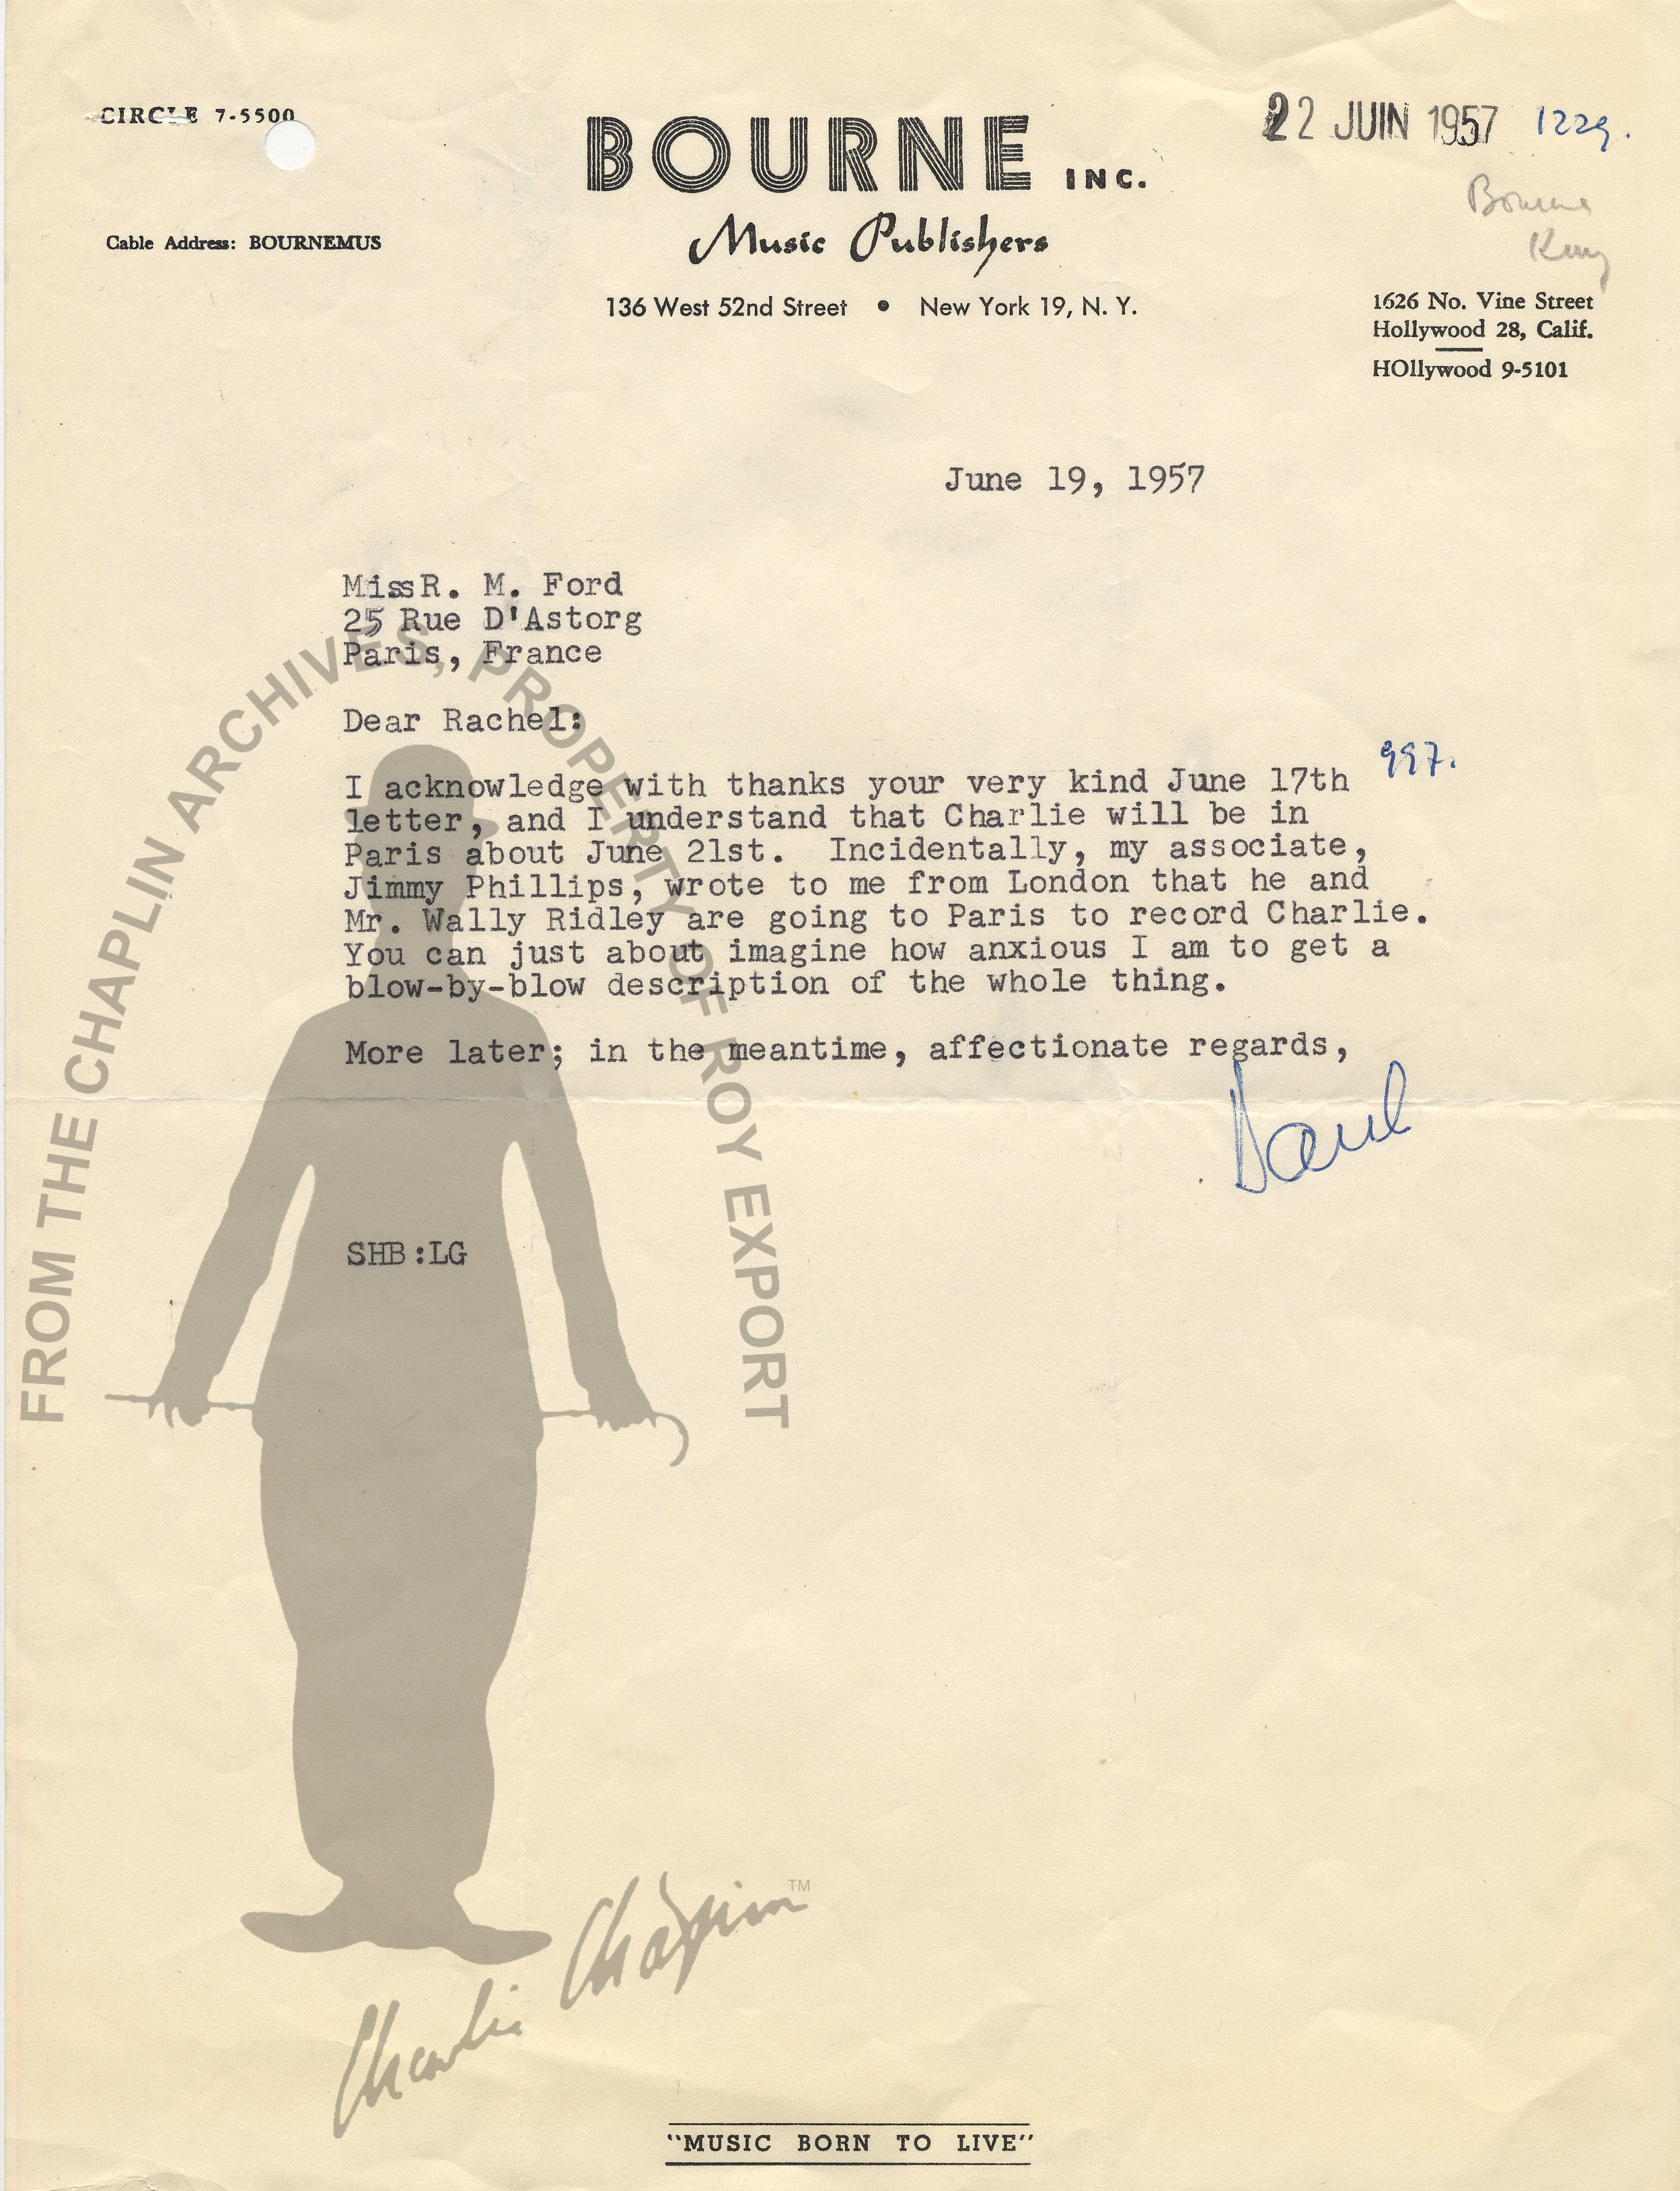 CIRCLE 7-5500
Cable Address: BOURNEMUS
BOURNE INC.
Music Publishers
136 West 52nd Street • New York 19, N. Y.
22 JUIN 1957 1229.
Bourne
1626 No. Vine Street
Hollywood 28, Calif.
HOllywood 9-5101
June 19, 1957
MissR. M. Ford
25 Rue D'Astorg
Paris, France
Dear Rachel:
997.
I acknowledge with thanks your very kind June 17th
letter, and I understand that Charlie will be in
Paris about June 21st. Incidentally, my associate,
Jimmy Phillips, wrote to me from London that he and
Mr. Wally Ridley are going to Paris to record Charlie.
You can just about imagine how anxious I am to get a
blow-by-blow description of the whole thing.
More later; in the meantime, affectionate regards,
SHB:LG
FROM THE CHAPLIN ARCHIVES, PROPERTY OF ROY EXPORT
Charlie Chaplin TM
"MUSIC BORN TO LIVE"